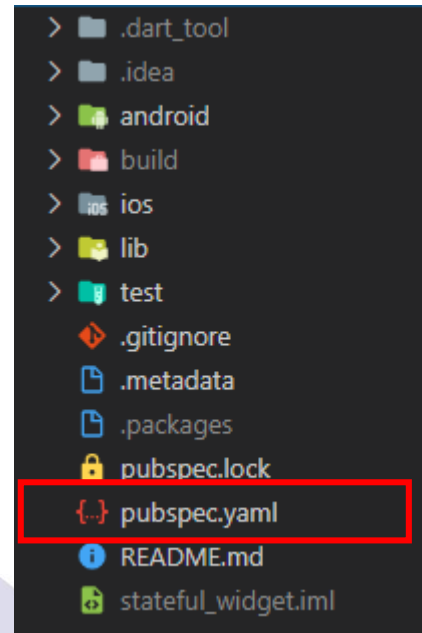 .dart_tool
.idea
android
build
ios
lib
test
.gitignore
.metadata
.packages
pubspec.lock
pubspec.yaml
README.md
stateful_widget.iml